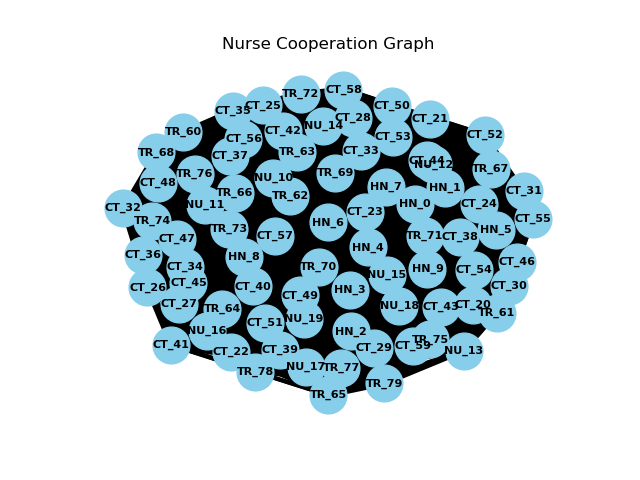 Nurse Cooperation Graph
CT_58
TR_72
CT_25
CT_50
CT_35
CT_28
CT_21
NU_14
CT_42
TR_60
CT_52
CT_53
CT_56
CT_33
TR_63
TR_68
CT_37
CT_44
NU_12
TR_67
TR_69
TR_76
NU_10
CT_48
HN_7
HN_1
CT_31
TR_66
TR_62
NU_11
HN_0
CT_24
CT_32
CT_23
CT_55
TR_74
HN_6
TR_73
HN_5
CT_57
TR_71
CT_38
CT_47
HN_4
CT_36
HN_8
CT_46
CT_34
TR_70
HN_9
CT_54
NU_15
CT_45
CT_26
CT_40
CT_30
HN_3
CT_49
CT_27
TR_64
NU_18
CT_43
CT_20
TR_61
NU_19
CT_51
NU_16
HN_2
TR_75
CT_41
CT_59
CT_29
CT_39
CT_22
NU_13
NU_17
TR_77
TR_78
TR_79
TR_65